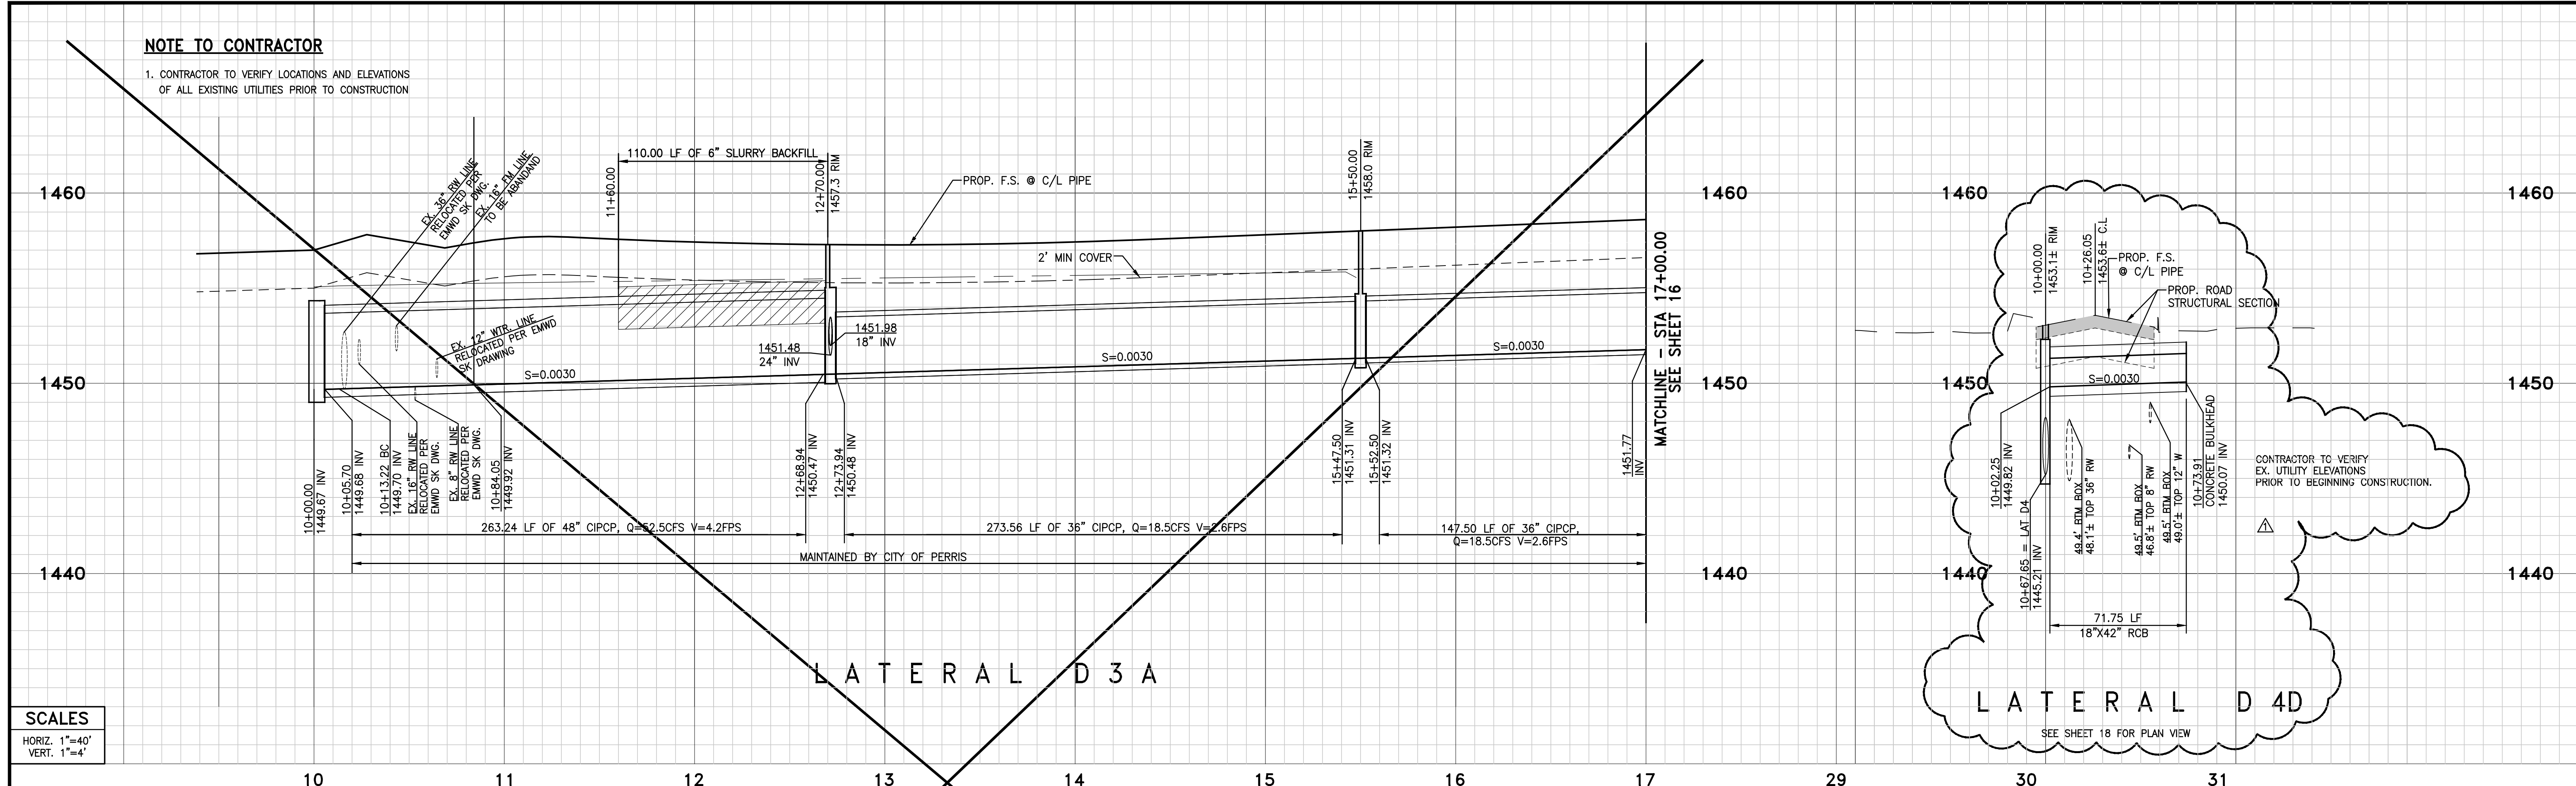 NOTE TO CONTRACTOR
1. CONTRACTOR TO VERIFY LOCATIONS AND ELEVATIONS
OF ALL EXISTING UTILITIES PRIOR TO CONSTRUCTION
EX. 36" RW LINE
RELOCATED PER
EMWD SK DWG.
EX. 16" FM LINE
TO BE ABANDAND
110.00 LF OF 6" SLURRY BACKFILL
11+60.00
12+70.00
1457.3 RIM
PROP. F.S. @ C/L PIPE
15+50.00
1458.0 RIM
2' MIN COVER
1460
1450
1440
EX. 12" WTR. LINE
RELOCATED PER EMWD
SK DRAWING
S=0.0030
1451.48
24" INV
1451.98
18" INV
S=0.0030
S=0.0030
MATCHLINE - STA 17+00.00
SEE SHEET 16
10+00.00
1449.67 INV
10+05.70
1449.68 INV
10+13.22 BC
1449.70 INV
EX. 16" RW LINE
RELOCATED PER
EMWD SK DWG.
EX. 8" RW LINE
RELOCATED PER
EMWD SK DWG.
10+84.05
1449.92 INV
12+68.94
1450.47 INV
12+73.94
1450.48 INV
15+47.50
1451.31 INV
15+52.50
1451.32 INV
1451.77
INV
263.24 LF OF 48" CIPCP, Q=52.5CFS V=4.2FPS
273.56 LF OF 36" CIPCP, Q=18.5CFS V=2.6FPS
147.50 LF OF 36" CIPCP,
Q=18.5CFS V=2.6FPS
MAINTAINED BY CITY OF PERRIS
LATERAL D3A
1460
1450
1440
1460
1450
1440
10+00.00
1453.1± RIM
10+26.05
1453.6± C.L
PROP. F.S.
@ C/L PIPE
PROP. ROAD
STRUCTURAL SECTION
S=0.0030
10+02.25
1449.82 INV
10+67.65 = LAT D4
1445.21 INV
49.4' BTM BOX
48.1'± TOP 36" RW
49.5' BTM BOX
46.8'± TOP 8" RW
49.5' BTM BOX
49.0'± TOP 12" W
10+73.91
CONCRETE BULKHEAD
1450.07 INV
CONTRACTOR TO VERIFY
EX. UTILITY ELEVATIONS
PRIOR TO BEGINNING CONSTRUCTION.
1
71.75 LF
18"X42" RCB
LATERAL D4D
SEE SHEET 18 FOR PLAN VIEW
1460
1450
1440
SCALES
HORIZ. 1"=40'
VERT. 1"=4'
10 11 12 13 14 15 16 17 29 30 31